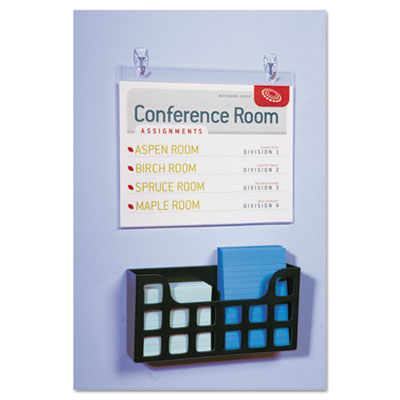 Conference Room
ASSIGNMENTS
ASPEN ROOM
DIVISION 1
BIRCH ROOM
DIVISION 2
SPRUCE ROOM
DIVISION 3
MAPLE ROOM
DIVISION 4